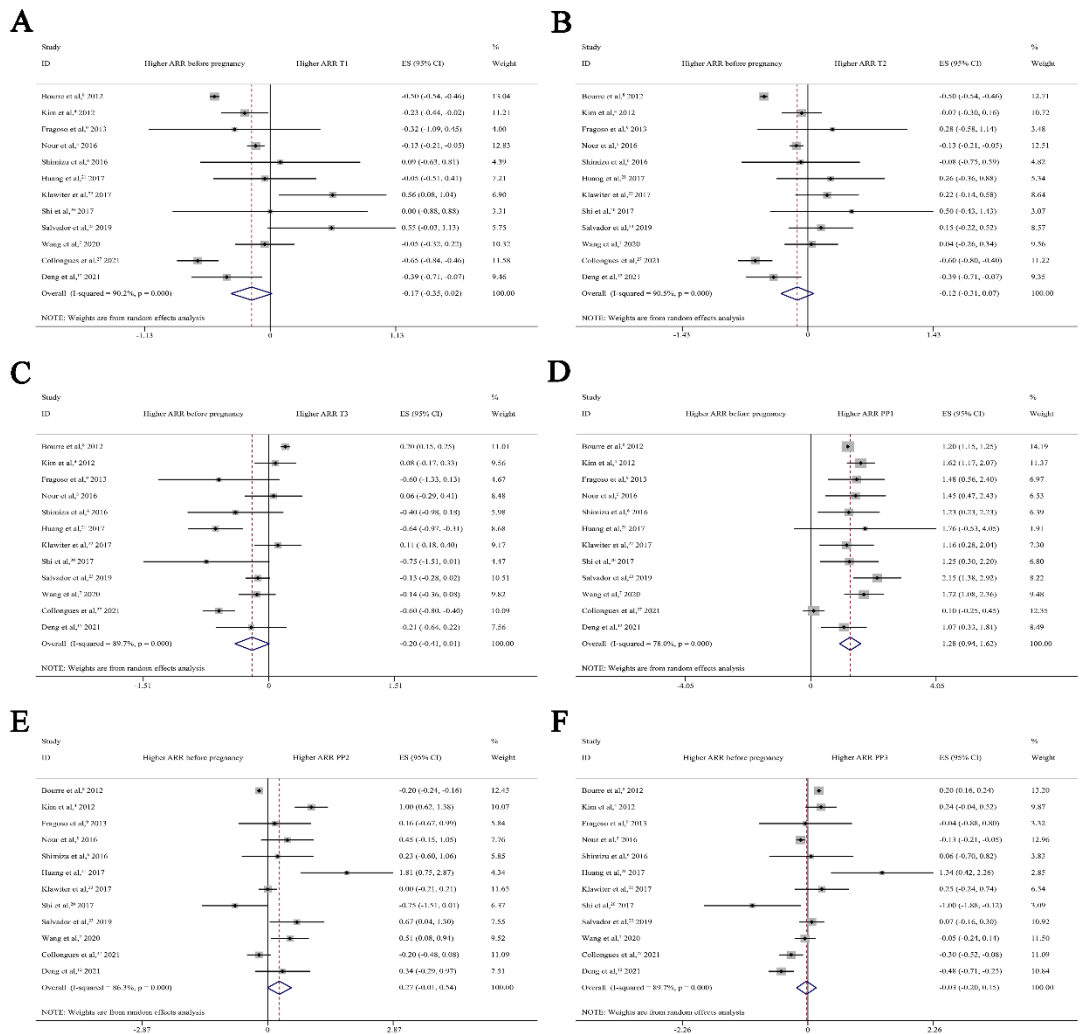 A
Study %
ID Higher ARR before pregnancy Higher ARR T1 ES (95% CI) Weight
Bourre et al, 2012 -0.50 (-0.54, -0.46) 13.04
Kim et al, 2012 -0.23 (-0.44, -0.02) 11.21
Fragoso et al, 2013 -0.32 (-1.09, 0.45) 4.00
Nour et al, 2016 -0.13 (-0.21, -0.05) 12.83
Shimizu et al, 2016 0.09 (-0.63, 0.81) 4.39
Huang et al, 2017 -0.05 (-0.51, 0.41) 7.21
Klawiter et al, 2017 0.56 (0.08, 1.04) 6.90
Shi et al, 2017 0.00 (-0.88, 0.88) 3.31
Salvador et al, 2019 0.55 (-0.03, 1.13) 5.75
Wang et al, 2020 -0.05 (-0.32, 0.22) 10.32
Collongues et al, 2021 -0.65 (-0.84, -0.46) 11.58
Deng et al, 2021 -0.39 (-0.71, -0.07) 9.46
Overall (I-squared = 90.2%, p = 0.000) -0.17 (-0.35, 0.02) 100.00
NOTE: Weights are from random effects analysis
-1.13 0 1.13
B
Study %
ID Higher ARR before pregnancy Higher ARR T2 ES (95% CI) Weight
Bourre et al, 2012 -0.50 (-0.54, -0.46) 12.71
Kim et al, 2012 -0.07 (-0.30, 0.16) 10.72
Fragoso et al, 2013 0.28 (-0.58, 1.14) 3.48
Nour et al, 2016 -0.13 (-0.21, -0.05) 12.51
Shimizu et al, 2016 -0.08 (-0.75, 0.59) 4.82
Huang et al, 2017 0.26 (-0.36, 0.88) 5.34
Klawiter et al, 2017 0.22 (-0.14, 0.58) 8.64
Shi et al, 2017 0.50 (-0.43, 1.43) 3.07
Salvador et al, 2019 0.15 (-0.22, 0.52) 8.57
Wang et al, 2020 0.04 (-0.26, 0.34) 9.56
Collongues et al, 2021 -0.60 (-0.80, -0.40) 11.22
Deng et al, 2021 -0.39 (-0.71, -0.07) 9.35
Overall (I-squared = 90.5%, p = 0.000) -0.12 (-0.31, 0.07) 100.00
NOTE: Weights are from random effects analysis
-1.43 0 1.43
C
Study %
ID Higher ARR before pregnancy Higher ARR T3 ES (95% CI) Weight
Bourre et al, 2012 0.20 (0.15, 0.25) 11.01
Kim et al, 2012 0.08 (-0.17, 0.33) 9.56
Fragoso et al, 2013 -0.60 (-1.33, 0.13) 4.67
Nour et al, 2016 0.06 (-0.29, 0.41) 8.48
Shimizu et al, 2016 -0.40 (-0.98, 0.18) 5.98
Huang et al, 2017 -0.64 (-0.97, -0.31) 8.68
Klawiter et al, 2017 0.11 (-0.18, 0.40) 9.17
Shi et al, 2017 -0.75 (-1.51, 0.01) 4.47
Salvador et al, 2019 -0.13 (-0.28, 0.02) 10.51
Wang et al, 2020 -0.14 (-0.36, 0.08) 9.82
Collongues et al, 2021 -0.60 (-0.80, -0.40) 10.09
Deng et al, 2021 -0.21 (-0.64, 0.22) 7.56
Overall (I-squared = 89.7%, p = 0.000) -0.20 (-0.41, 0.01) 100.00
NOTE: Weights are from random effects analysis
-1.51 0 1.51
D
Study %
ID Higher ARR before pregnancy Higher ARR PP1 ES (95% CI) Weight
Bourre et al, 2012 1.20 (1.15, 1.25) 14.19
Kim et al, 2012 1.62 (1.17, 2.07) 11.37
Fragoso et al, 2013 1.48 (0.56, 2.40) 6.97
Nour et al, 2016 1.45 (0.47, 2.43) 6.53
Shimizu et al, 2016 1.23 (0.23, 2.23) 6.39
Huang et al, 2017 1.76 (-0.53, 4.05) 1.91
Klawiter et al, 2017 1.16 (0.28, 2.04) 7.30
Shi et al, 2017 1.25 (0.30, 2.20) 6.80
Salvador et al, 2019 2.15 (1.38, 2.92) 8.22
Wang et al, 2020 1.72 (1.08, 2.36) 9.48
Collongues et al, 2021 0.10 (-0.25, 0.45) 12.35
Deng et al, 2021 1.07 (0.33, 1.81) 8.49
Overall (I-squared = 78.0%, p = 0.000) 1.28 (0.94, 1.62) 100.00
NOTE: Weights are from random effects analysis
-4.05 0 4.05
E
Study %
ID Higher ARR before pregnancy Higher ARR PP2 ES (95% CI) Weight
Bourre et al, 2012 -0.20 (-0.24, -0.16) 12.45
Kim et al, 2012 1.00 (0.62, 1.38) 10.07
Fragoso et al, 2013 0.16 (-0.67, 0.99) 5.84
Nour et al, 2016 0.45 (-0.15, 1.05) 7.76
Shimizu et al, 2016 0.23 (-0.60, 1.06) 5.85
Huang et al, 2017 1.81 (0.75, 2.87) 4.34
Klawiter et al, 2017 0.00 (-0.21, 0.21) 11.65
Shi et al, 2017 -0.75 (-1.51, 0.01) 6.37
Salvador et al, 2019 0.67 (0.04, 1.30) 7.55
Wang et al, 2020 0.51 (0.08, 0.94) 9.52
Collongues et al, 2021 -0.20 (-0.48, 0.08) 11.09
Deng et al, 2021 0.34 (-0.29, 0.97) 7.51
Overall (I-squared = 86.3%, p = 0.000) 0.27 (-0.01, 0.54) 100.00
NOTE: Weights are from random effects analysis
-2.87 0 2.87
F
Study %
ID Higher ARR before pregnancy Higher ARR PP3 ES (95% CI) Weight
Bourre et al, 2012 0.20 (0.16, 0.24) 13.20
Kim et al, 2012 0.24 (-0.04, 0.52) 9.87
Fragoso et al, 2013 -0.04 (-0.88, 0.80) 3.32
Nour et al, 2016 -0.13 (-0.21, -0.05) 12.96
Shimizu et al, 2016 0.06 (-0.70, 0.82) 3.83
Huang et al, 2017 1.34 (0.42, 2.26) 2.85
Klawiter et al, 2017 0.25 (-0.24, 0.74) 6.54
Shi et al, 2017 -1.00 (-1.88, -0.12) 3.09
Salvador et al, 2019 0.07 (-0.16, 0.30) 10.92
Wang et al, 2020 -0.05 (-0.24, 0.14) 11.50
Collongues et al, 2021 -0.30 (-0.52, -0.08) 11.09
Deng et al, 2021 -0.48 (-0.71, -0.25) 10.84
Overall (I-squared = 89.7%, p = 0.000) -0.03 (-0.20, 0.15) 100.00
NOTE: Weights are from random effects analysis
-2.26 0 2.26